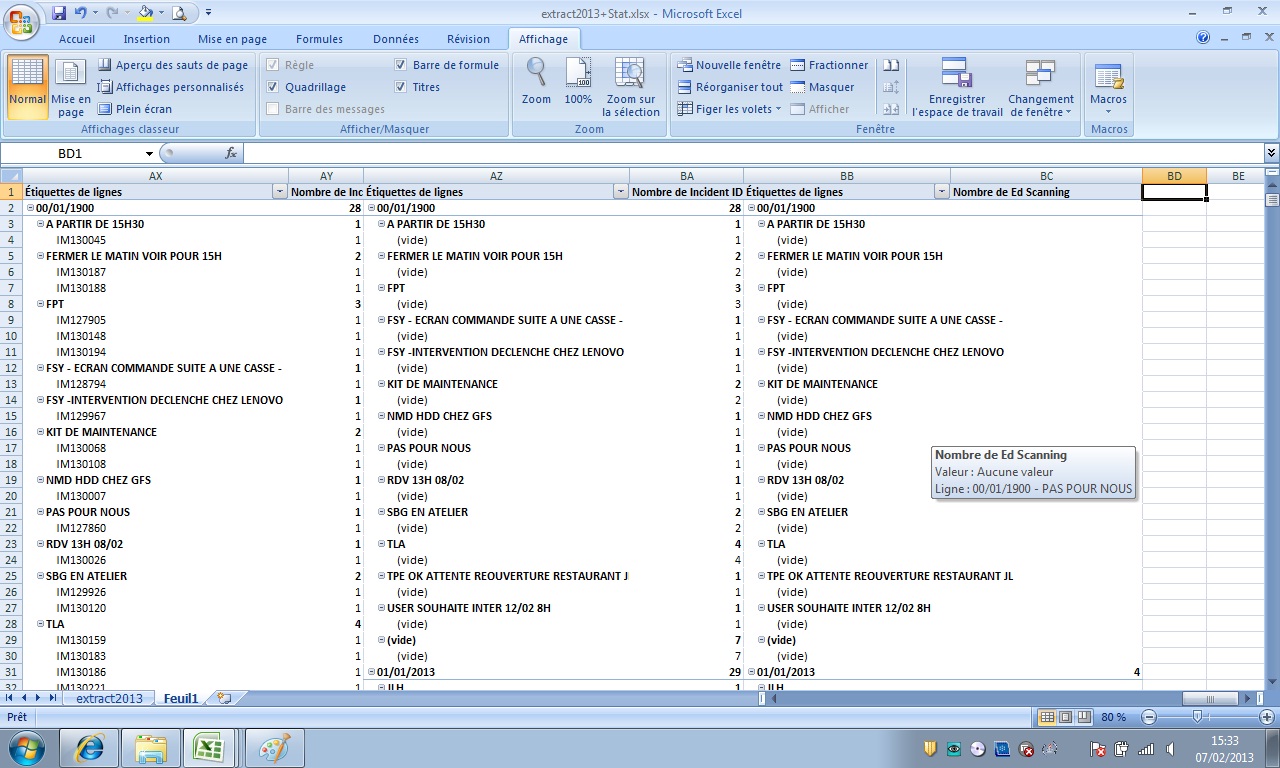 extract2013+Stat.xlsx - Microsoft Excel
Accueil Insertion Mise en page Formules Données Révision Affichage
Normal
Mise en page
Aperçu des sauts de page
Affichages personnalisés
Plein écran
Affichages classeur
Règle
Quadrillage
Barre des messages
Barre de formule
Titres
Afficher/Masquer
Zoom
100%
Zoom sur la sélection
Zoom
Nouvelle fenêtre
Réorganiser tout
Figer les volets
Fractionner
Masquer
Afficher
Enregistrer l'espace de travail
Changement de fenêtre
Fenêtre
Macros
Macros
BD1 fx
AX AY AZ BA BB BC BD BE
1 Étiquettes de lignes Nombre de Inc Étiquettes de lignes Nombre de Incident ID Étiquettes de lignes Nombre de Ed Scanning
2 00/01/1900 28 00/01/1900 28 00/01/1900
3 A PARTIR DE 15H30 1 A PARTIR DE 15H30 1 A PARTIR DE 15H30
4 IM130045 1 (vide) 1 (vide)
5 FERMER LE MATIN VOIR POUR 15H 2 FERMER LE MATIN VOIR POUR 15H 2 FERMER LE MATIN VOIR POUR 15H
6 IM130187 1 (vide) 2 (vide)
7 IM130188 1 FPT 3 FPT
8 FPT 3 (vide) 3 (vide)
9 IM127905 1 FSY - ECRAN COMMANDE SUITE A UNE CASSE - 1 FSY - ECRAN COMMANDE SUITE A UNE CASSE -
10 IM130148 1 (vide) 1 (vide)
11 IM130194 1 FSY -INTERVENTION DECLENCHE CHEZ LENOVO 1 FSY -INTERVENTION DECLENCHE CHEZ LENOVO
12 FSY - ECRAN COMMANDE SUITE A UNE CASSE - 1 (vide) 1 (vide)
13 IM128794 1 KIT DE MAINTENANCE 2 KIT DE MAINTENANCE
14 FSY -INTERVENTION DECLENCHE CHEZ LENOVO 1 (vide) 2 (vide)
15 IM129967 1 NMD HDD CHEZ GFS 1 NMD HDD CHEZ GFS
16 KIT DE MAINTENANCE 2 (vide) 1 (vide)
17 IM130068 1 PAS POUR NOUS 1 PAS POUR NOUS
18 IM130108 1 (vide) 1 (vide)
19 NMD HDD CHEZ GFS 1 RDV 13H 08/02 1 RDV 13H 08/02
20 IM130007 1 (vide) 1 (vide)
21 PAS POUR NOUS 1 SBG EN ATELIER 2 SBG EN ATELIER
22 IM127860 1 (vide) 2 (vide)
23 RDV 13H 08/02 1 TLA 4 TLA
24 IM130026 1 (vide) 4 (vide)
25 SBG EN ATELIER 2 TPE OK ATTENTE REOUVERTURE RESTAURANT J 1 TPE OK ATTENTE REOUVERTURE RESTAURANT JL
26 IM129926 1 (vide) 1 (vide)
27 IM130120 1 USER SOUHAITE INTER 12/02 8H 1 USER SOUHAITE INTER 12/02 8H
28 TLA 4 (vide) 1 (vide)
29 IM130159 1 (vide) 7 (vide)
30 IM130183 1 (vide) 7 (vide)
31 IM130186 1 01/01/2013 29 01/01/2013 4
32 IM130221 1 JLH 1 JLH
Nombre de Ed Scanning
Valeur : Aucune valeur
Ligne : 00/01/1900 - PAS POUR NOUS
extract2013 Feuil1
Prêt 80 %
15:33
07/02/2013